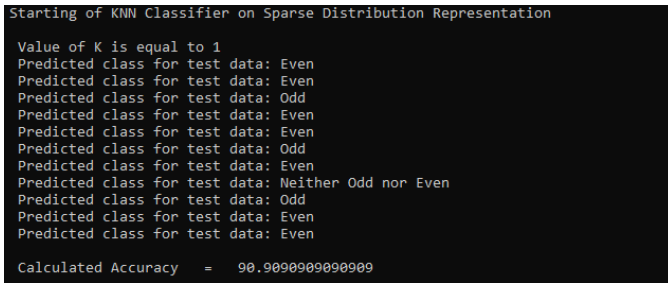 Starting of KNN Classifier on Sparse Distribution Representation
Value of K is equal to 1
Predicted class for test data: Even
Predicted class for test data: Even
Predicted class for test data: Odd
Predicted class for test data: Even
Predicted class for test data: Even
Predicted class for test data: Odd
Predicted class for test data: Even
Predicted class for test data: Neither Odd nor Even
Predicted class for test data: Odd
Predicted class for test data: Even
Predicted class for test data: Even
Calculated Accuracy = 90.9090909090909